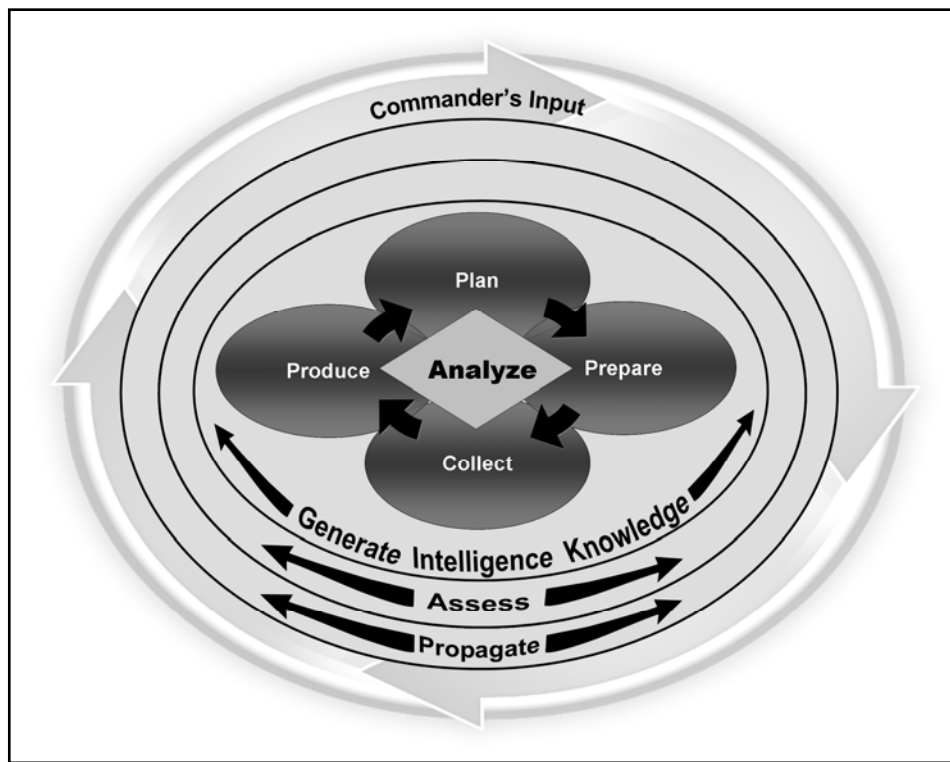 Commander's Input
Plan
Produce
Analyze
Prepare
Collect
Generate Intelligence Knowledge
Assess
Propagate